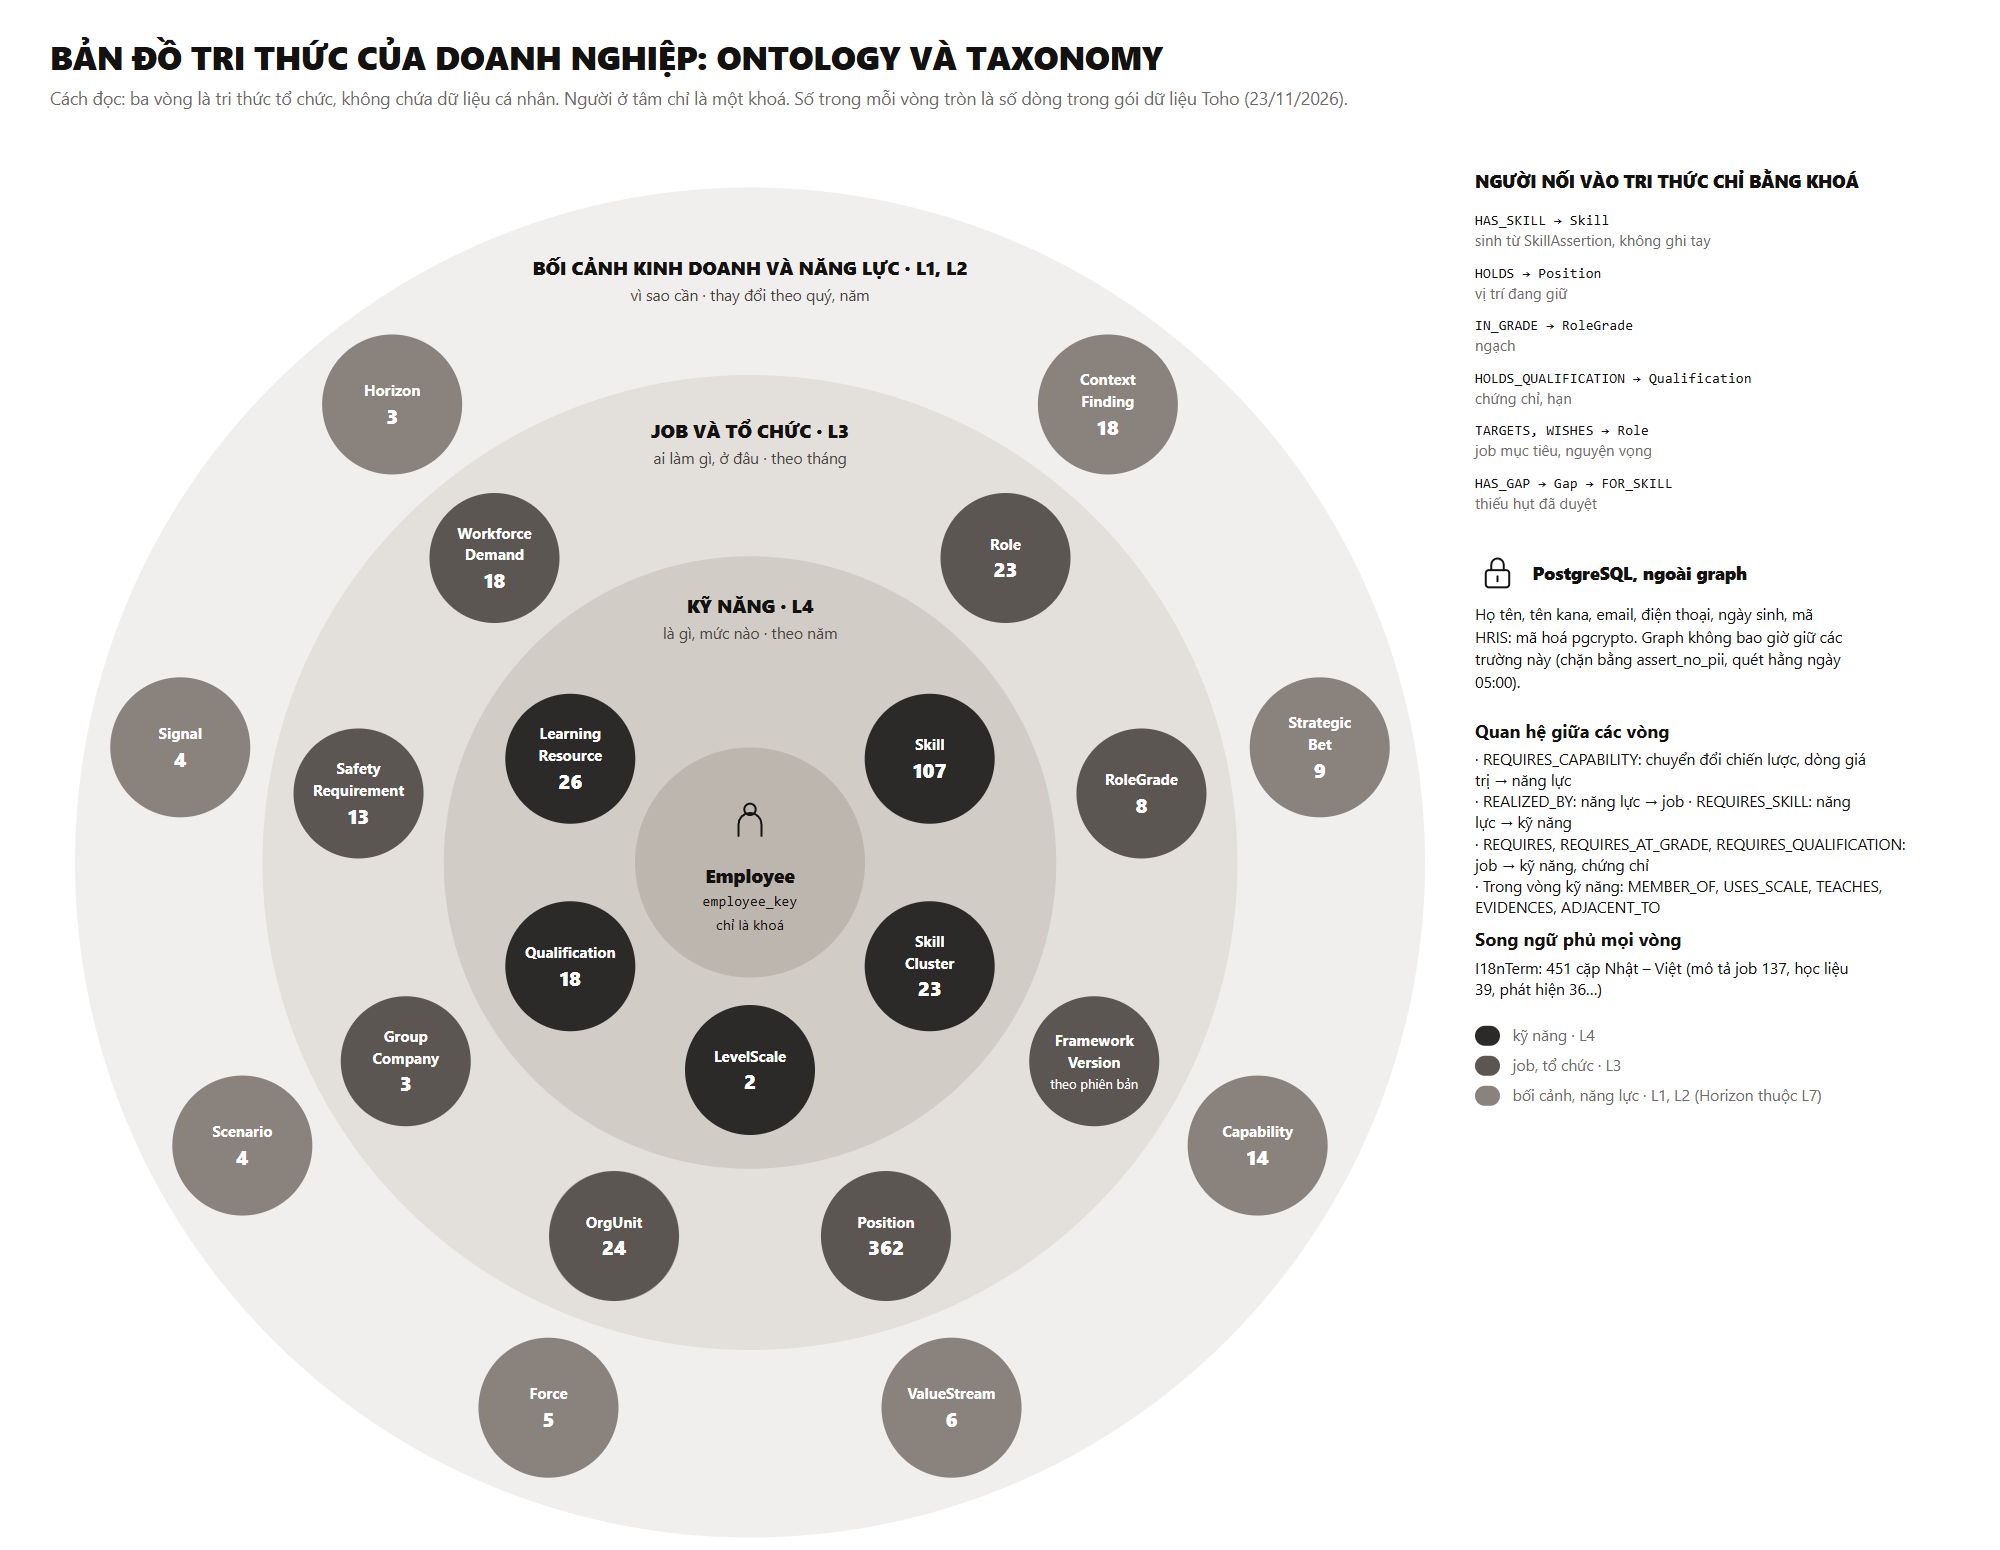 BẢN ĐỒ TRI THỨC CỦA DOANH NGHIỆP: ONTOLOGY VÀ TAXONOMY
Cách đọc: ba vòng là tri thức tổ chức, không chứa dữ liệu cá nhân. Người ở tâm chỉ là một khoá. Số trong mỗi vòng tròn là số dòng trong gói dữ liệu Toho (23/11/2026).
BỐI CẢNH KINH DOANH VÀ NĂNG LỰC · L1, L2
vì sao cần · thay đổi theo quý, năm
Horizon
3
Context
Finding
18
JOB VÀ TỔ CHỨC · L3
ai làm gì, ở đâu · theo tháng
Workforce
Demand
18
Role
23
KỸ NĂNG · L4
là gì, mức nào · theo năm
Signal
4
Safety
Requirement
13
Learning
Resource
26
Skill
107
RoleGrade
8
Strategic
Bet
9
Employee
employee_key
chỉ là khoá
Qualification
18
Skill
Cluster
23
LevelScale
2
Group
Company
3
Framework
Version
theo phiên bản
Scenario
4
Capability
14
OrgUnit
24
Position
362
Force
5
ValueStream
6
NGƯỜI NỐI VÀO TRI THỨC CHỈ BẰNG KHOÁ
HAS_SKILL → Skill
sinh từ SkillAssertion, không ghi tay
HOLDS → Position
vị trí đang giữ
IN_GRADE → RoleGrade
ngạch
HOLDS_QUALIFICATION → Qualification
chứng chỉ, hạn
TARGETS, WISHES → Role
job mục tiêu, nguyện vọng
HAS_GAP → Gap → FOR_SKILL
thiếu hụt đã duyệt
PostgreSQL, ngoài graph
Họ tên, tên kana, email, điện thoại, ngày sinh, mã
HRIS: mã hoá pgcrypto. Graph không bao giờ giữ các
trường này (chặn bằng assert_no_pii, quét hằng ngày
05:00).
Quan hệ giữa các vòng
· REQUIRES_CAPABILITY: chuyển đổi chiến lược, dòng giá
trị → năng lực
· REALIZED_BY: năng lực → job · REQUIRES_SKILL: năng
lực → kỹ năng
· REQUIRES, REQUIRES_AT_GRADE, REQUIRES_QUALIFICATION:
job → kỹ năng, chứng chỉ
· Trong vòng kỹ năng: MEMBER_OF, USES_SCALE, TEACHES,
EVIDENCES, ADJACENT_TO
Song ngữ phủ mọi vòng
I18nTerm: 451 cặp Nhật – Việt (mô tả job 137, học liệu
39, phát hiện 36...)
kỹ năng · L4
job, tổ chức · L3
bối cảnh, năng lực · L1, L2 (Horizon thuộc L7)